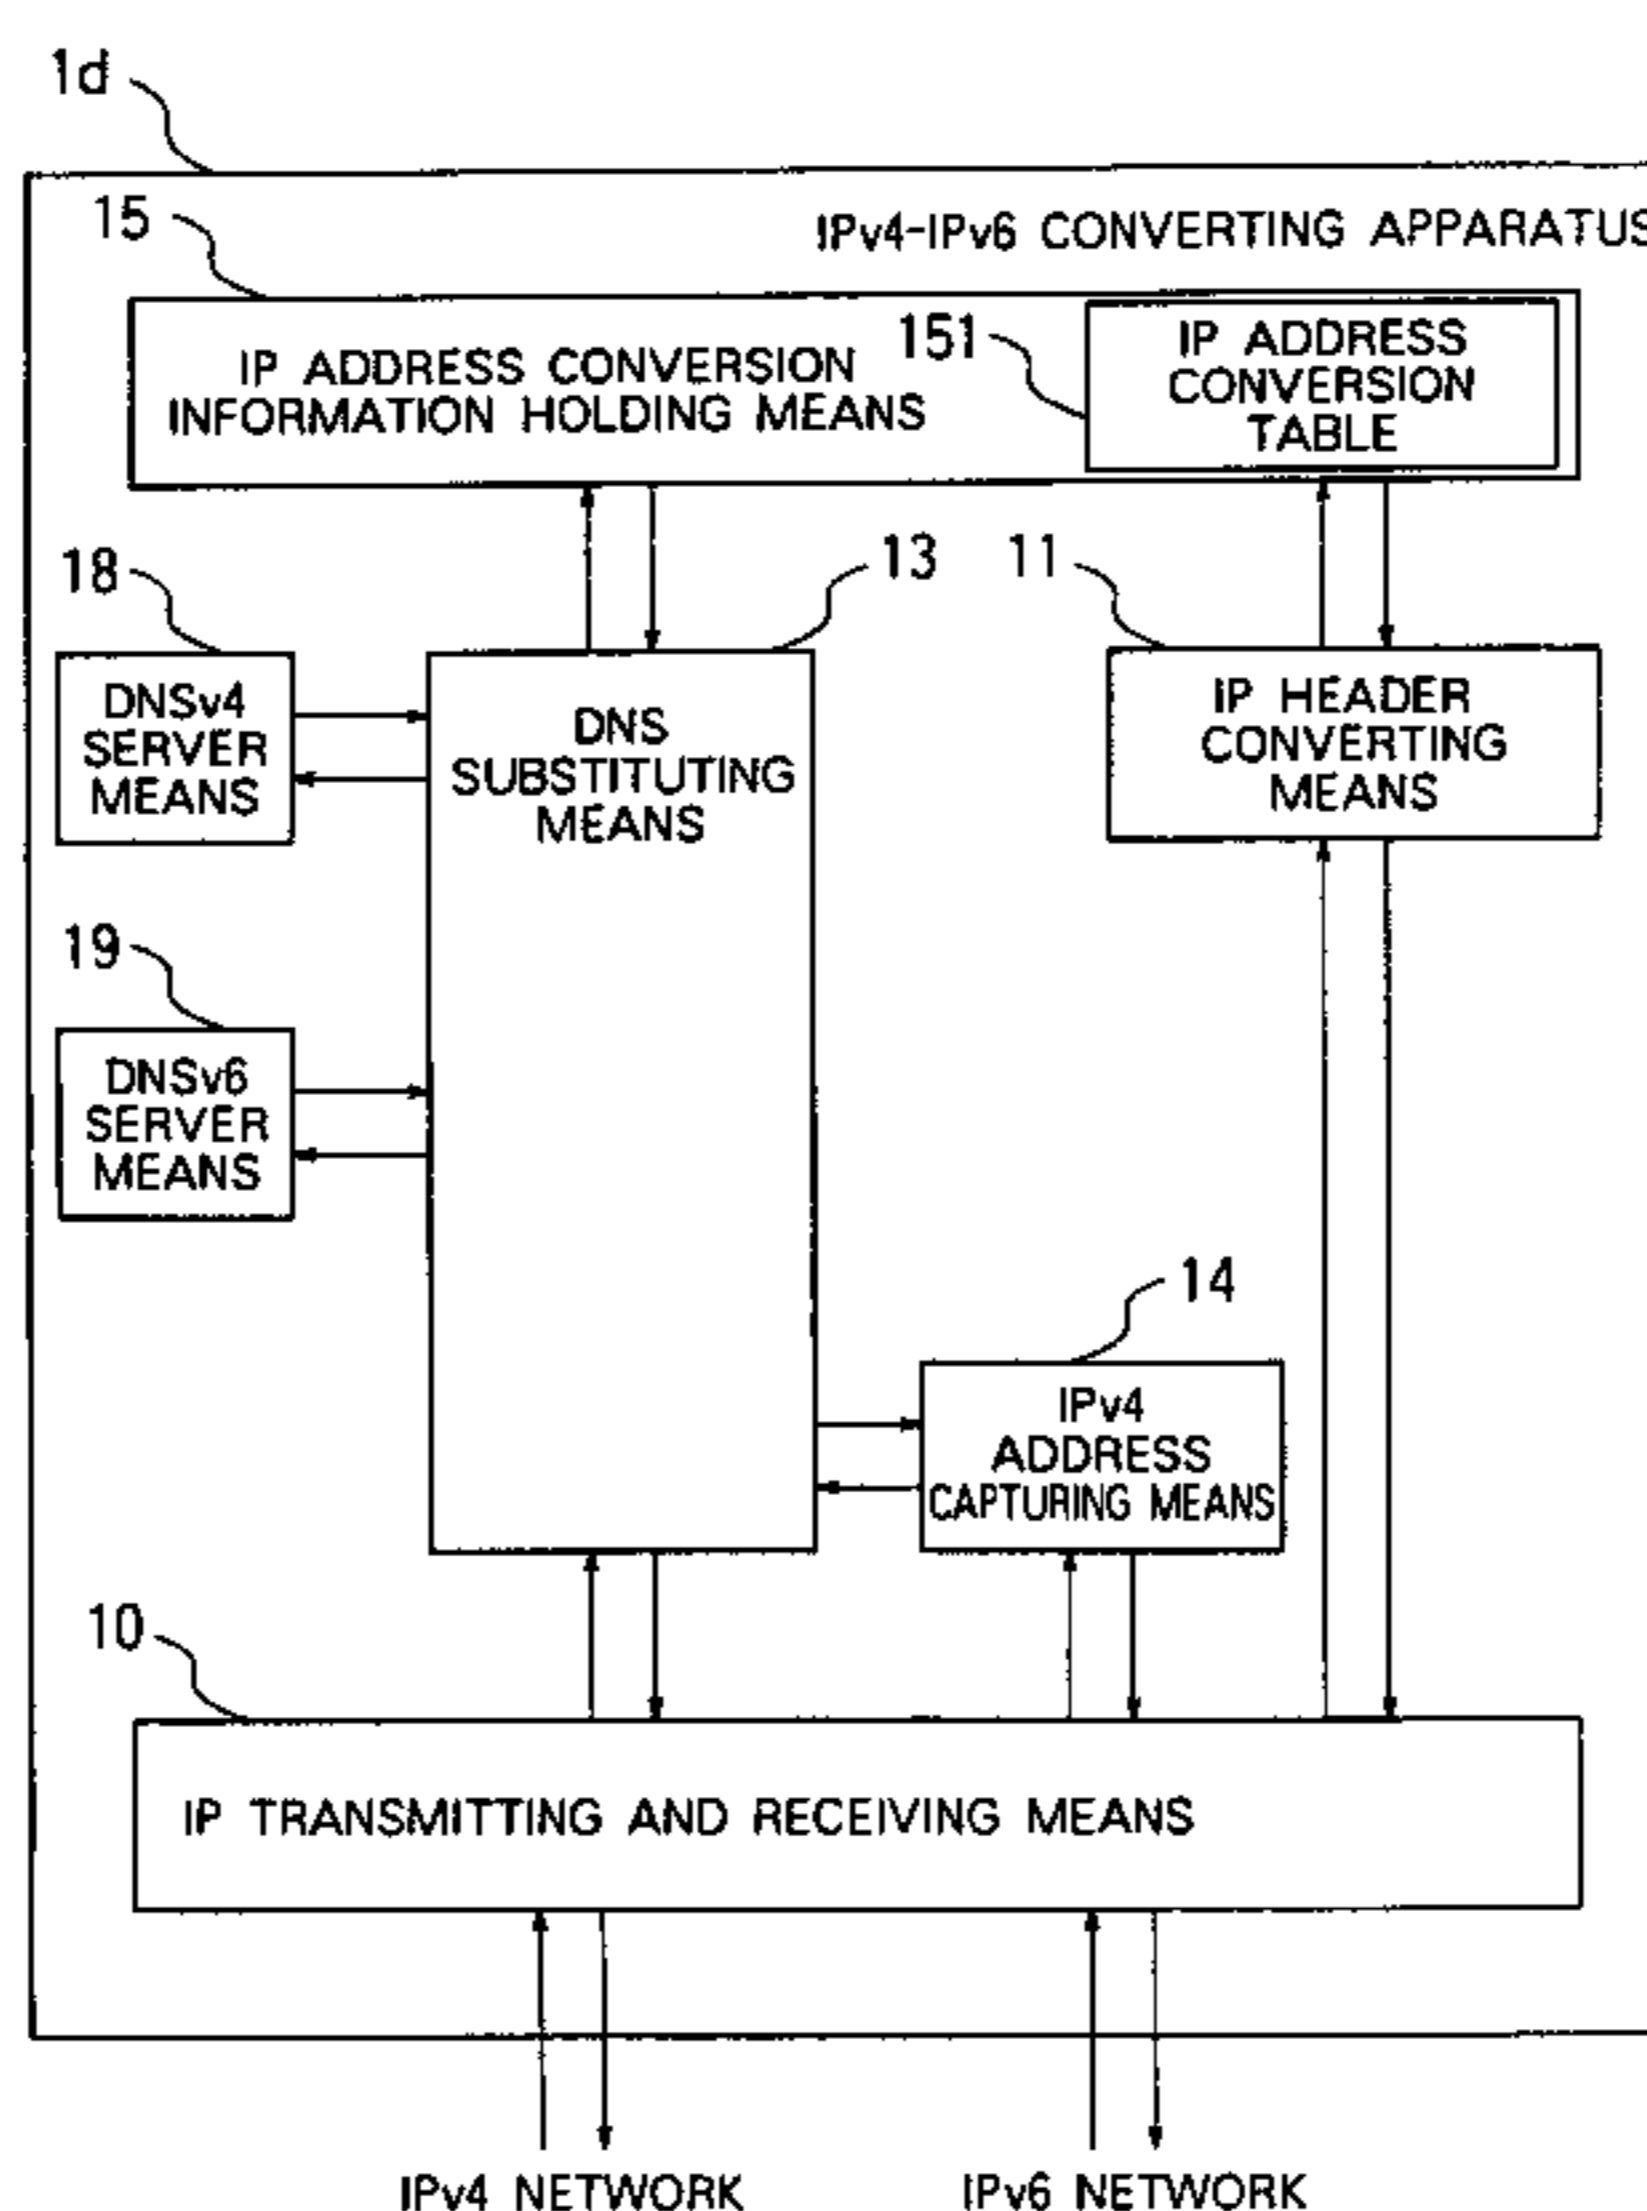 1d
IPv4-IPv6 CONVERTING APPARATUS
15
IP ADDRESS CONVERSION
INFORMATION HOLDING MEANS
151
IP ADDRESS
CONVERSION
TABLE
18
13
11
DNSv4
SERVER
MEANS
DNS
SUBSTITUTING
MEANS
IP HEADER
CONVERTING
MEANS
19
DNSv6
SERVER
MEANS
14
IPv4
ADDRESS
CAPTURING MEANS
10
IP TRANSMITTING AND RECEIVING MEANS
IPv4 NETWORK
IPv6 NETWORK